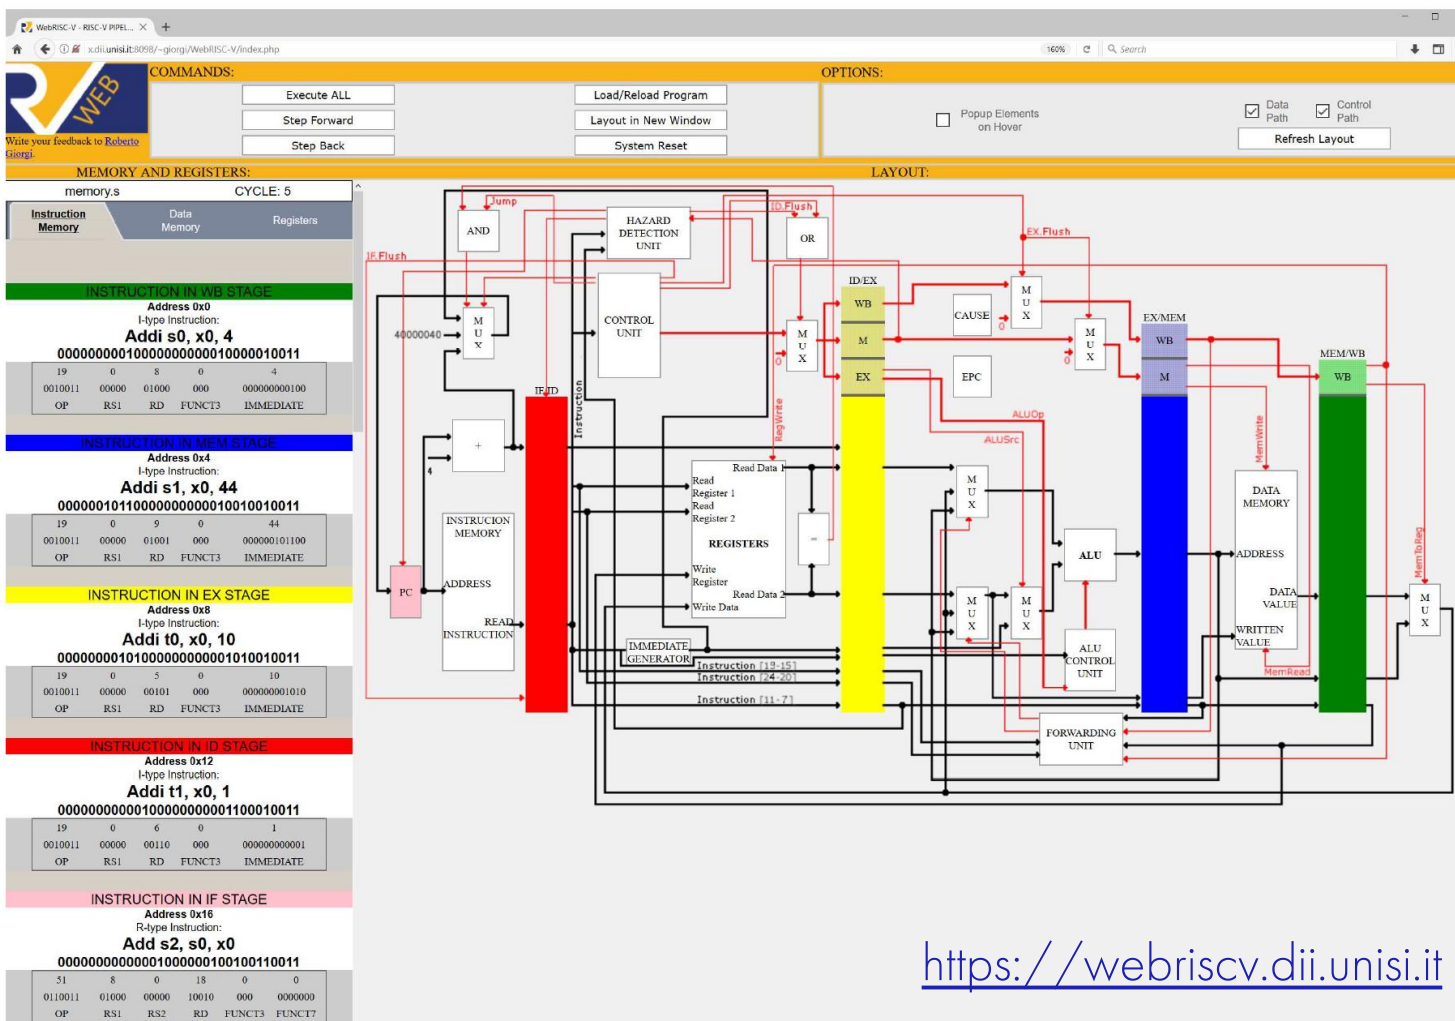 WebRISC-V - RISC-V PIPEL...
x.dii.unisi.it:8098/~giorgi/WebRISC-V/index.php
160%
Search
WEB
Write your feedback to Roberto
Giorgi.
COMMANDS:
Execute ALL
Step Forward
Step Back
Load/Reload Program
Layout in New Window
System Reset
OPTIONS:
Popup Elements
on Hover
Data
Path
Control
Path
Refresh Layout
MEMORY AND REGISTERS:
memory.s
CYCLE: 5
Instruction
Memory
Data
Memory
Registers
INSTRUCTION IN WB STAGE
Address 0x0
I-type Instruction:
Addi s0, x0, 4
00000000010000000000010000010011
19 0 8 0 4
0010011 00000 01000 000 000000000100
OP RS1 RD FUNCT3 IMMEDIATE
INSTRUCTION IN MEM STAGE
Address 0x4
I-type Instruction:
Addi s1, x0, 44
00000010110000000000010010010011
19 0 9 0 44
0010011 00000 01001 000 000000101100
OP RS1 RD FUNCT3 IMMEDIATE
INSTRUCTION IN EX STAGE
Address 0x8
I-type Instruction:
Addi t0, x0, 10
00000000101000000000001010010011
19 0 5 0 10
0010011 00000 00101 000 000000001010
OP RS1 RD FUNCT3 IMMEDIATE
INSTRUCTION IN ID STAGE
Address 0x12
I-type Instruction:
Addi t1, x0, 1
00000000000100000000001100010011
19 0 6 0 1
0010011 00000 00110 000 000000000001
OP RS1 RD FUNCT3 IMMEDIATE
INSTRUCTION IN IF STAGE
Address 0x16
R-type Instruction:
Add s2, s0, x0
00000000000001000000100100110011
51 8 0 18 0 0
0110011 01000 00000 10010 000 0000000
OP RS1 RS2 RD FUNCT3 FUNCT7
LAYOUT:
Jump
AND
IF.Flush
HAZARD
DETECTION
UNIT
ID.Flush
OR
EX.Flush
40000040
M
U
X
CONTROL
UNIT
M
U
X
0
ID/EX
WB
M
EX
CAUSE
0
M
U
X
EPC
0
M
U
X
EX/MEM
WB
M
MEM/WB
WB
IF/ID
Instruction
RegWrite
ALUOp
ALUSrc
MemWrite
MemToReg
+
4
INSTRUCION
MEMORY
PC
ADDRESS
READ
INSTRUCTION
Read Data 1
Read
Register 1
Read
Register 2
REGISTERS
Write
Register
Read Data 2
Write Data
=
IMMEDIATE
GENERATOR
Instruction [19-15]
Instruction [24-20]
Instruction [11-7]
M
U
X
M
U
X
M
U
X
ALU
ALU
CONTROL
UNIT
FORWARDING
UNIT
DATA
MEMORY
ADDRESS
DATA
VALUE
WRITTEN
VALUE
MemRead
M
U
X
https://webriscv.dii.unisi.it